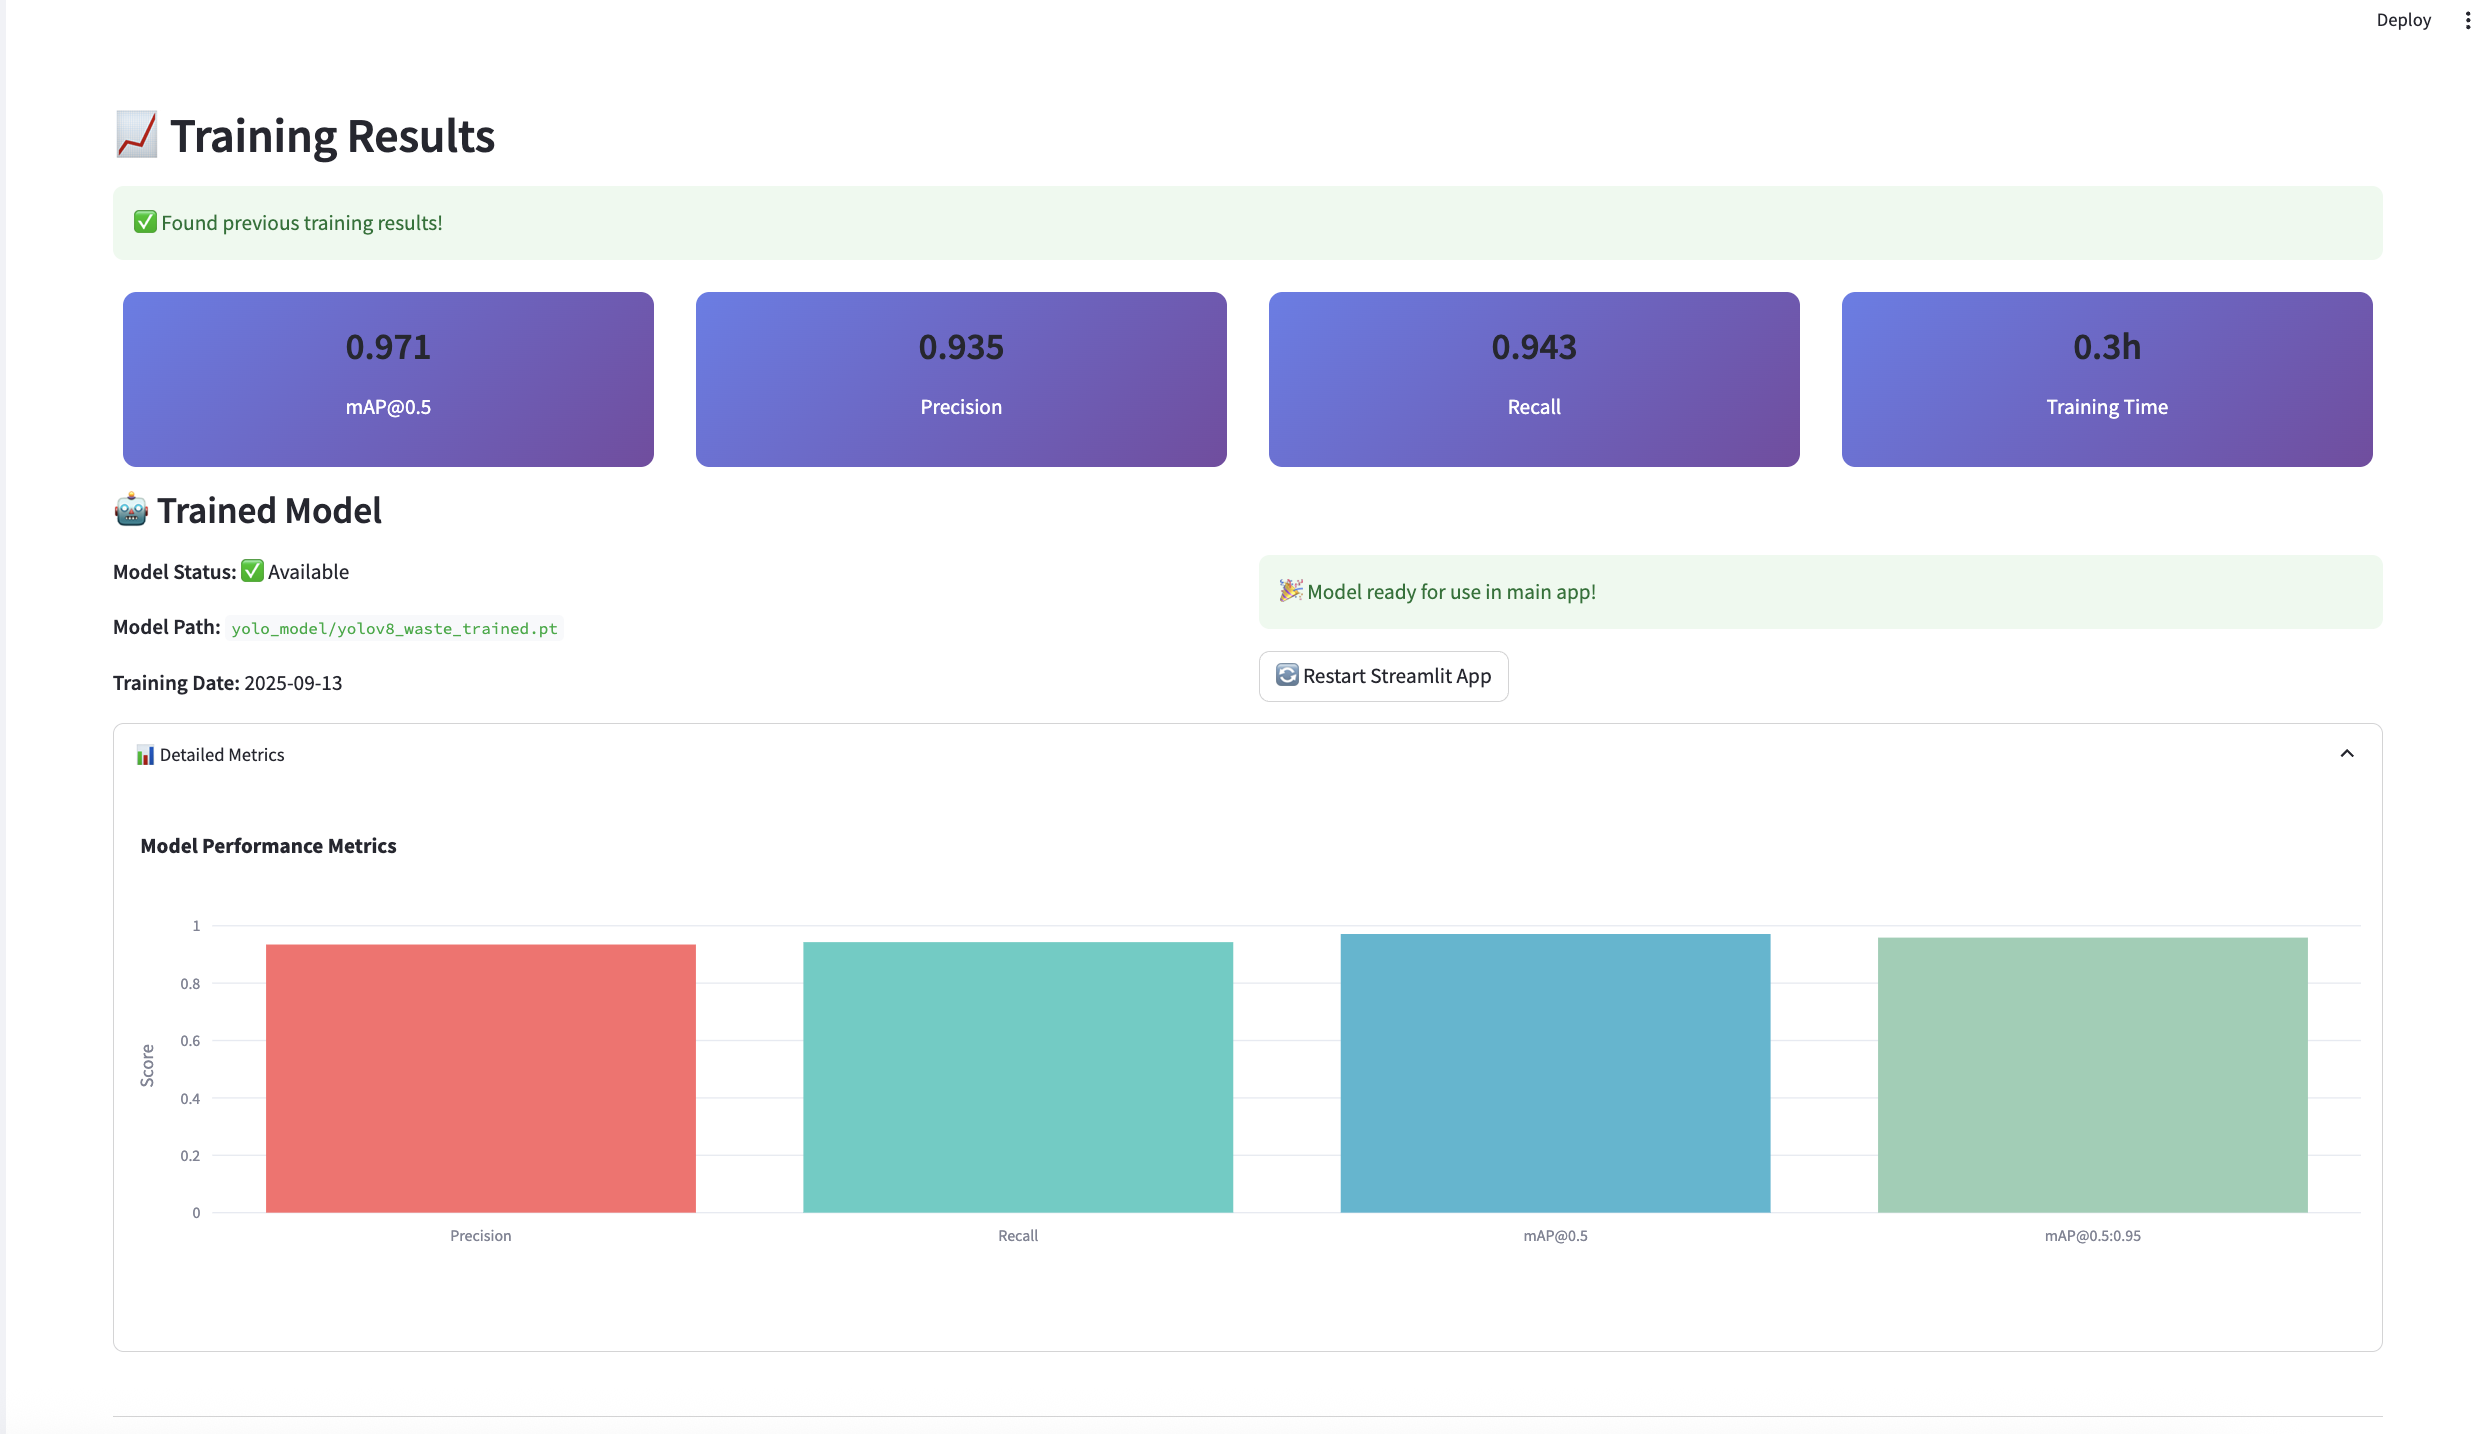 Deploy
Training Results
Found previous training results!
0.971
mAP@0.5
0.935
Precision
0.943
Recall
0.3h
Training Time
Trained Model
Model Status: Available
Model Path: yolo_model/yolov8_waste_trained.pt
Training Date: 2025-09-13
Model ready for use in main app!
Restart Streamlit App
Detailed Metrics
Model Performance Metrics
Score
1
0.8
0.6
0.4
0.2
0
Precision
Recall
mAP@0.5
mAP@0.5:0.95